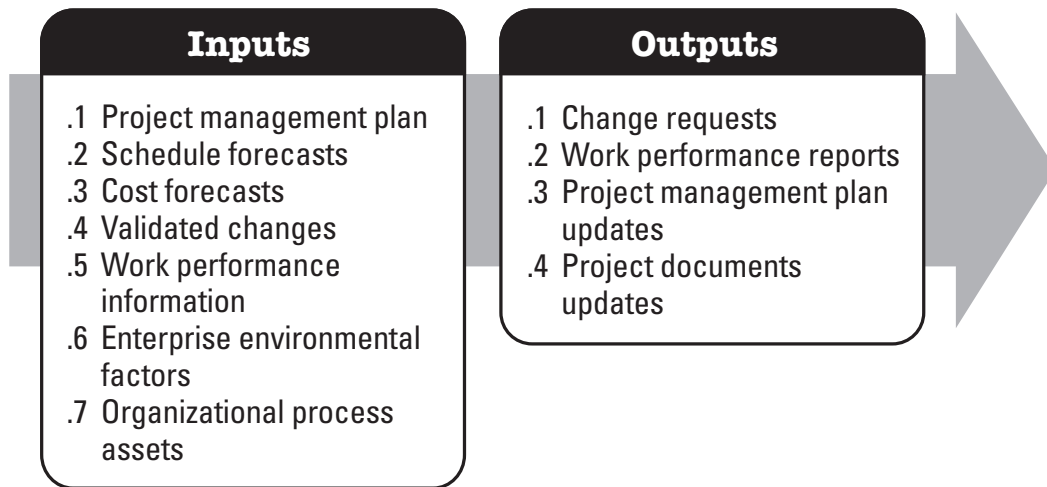 Inputs
.1 Project management plan
.2 Schedule forecasts
.3 Cost forecasts
.4 Validated changes
.5 Work performance
information
.6 Enterprise environmental
factors
.7 Organizational process
assets
Outputs
.1 Change requests
.2 Work performance reports
.3 Project management plan
updates
.4 Project documents
updates